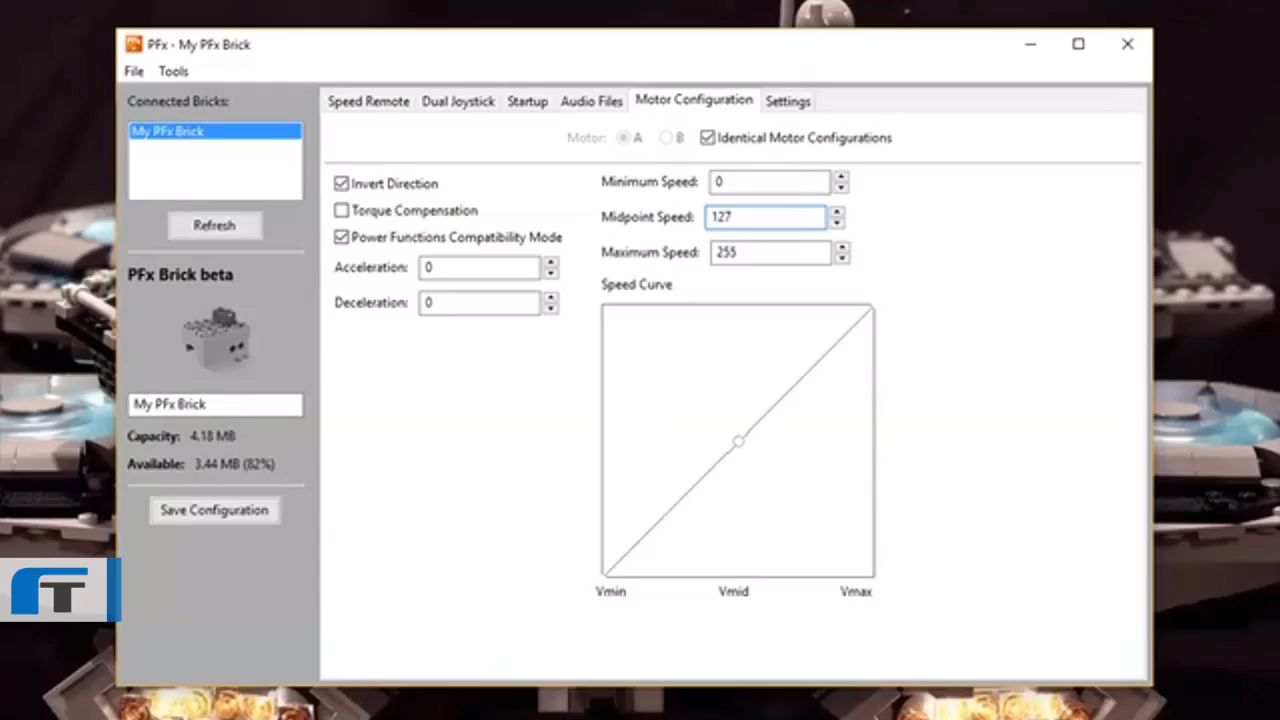 PFx - My PFx Brick
File Tools
Connected Bricks:
My PFx Brick
Refresh
PFx Brick beta
My PFx Brick
Capacity: 4.18 MB
Available: 3.44 MB (82%)
Save Configuration
Speed Remote Dual Joystick Startup Audio Files Motor Configuration Settings
Motor: A B Identical Motor Configurations
Invert Direction
Torque Compensation
Power Functions Compatibility Mode
Acceleration: 0
Deceleration: 0
Minimum Speed: 0
Midpoint Speed: 127
Maximum Speed: 255
Speed Curve
Vmin Vmid Vmax
FT